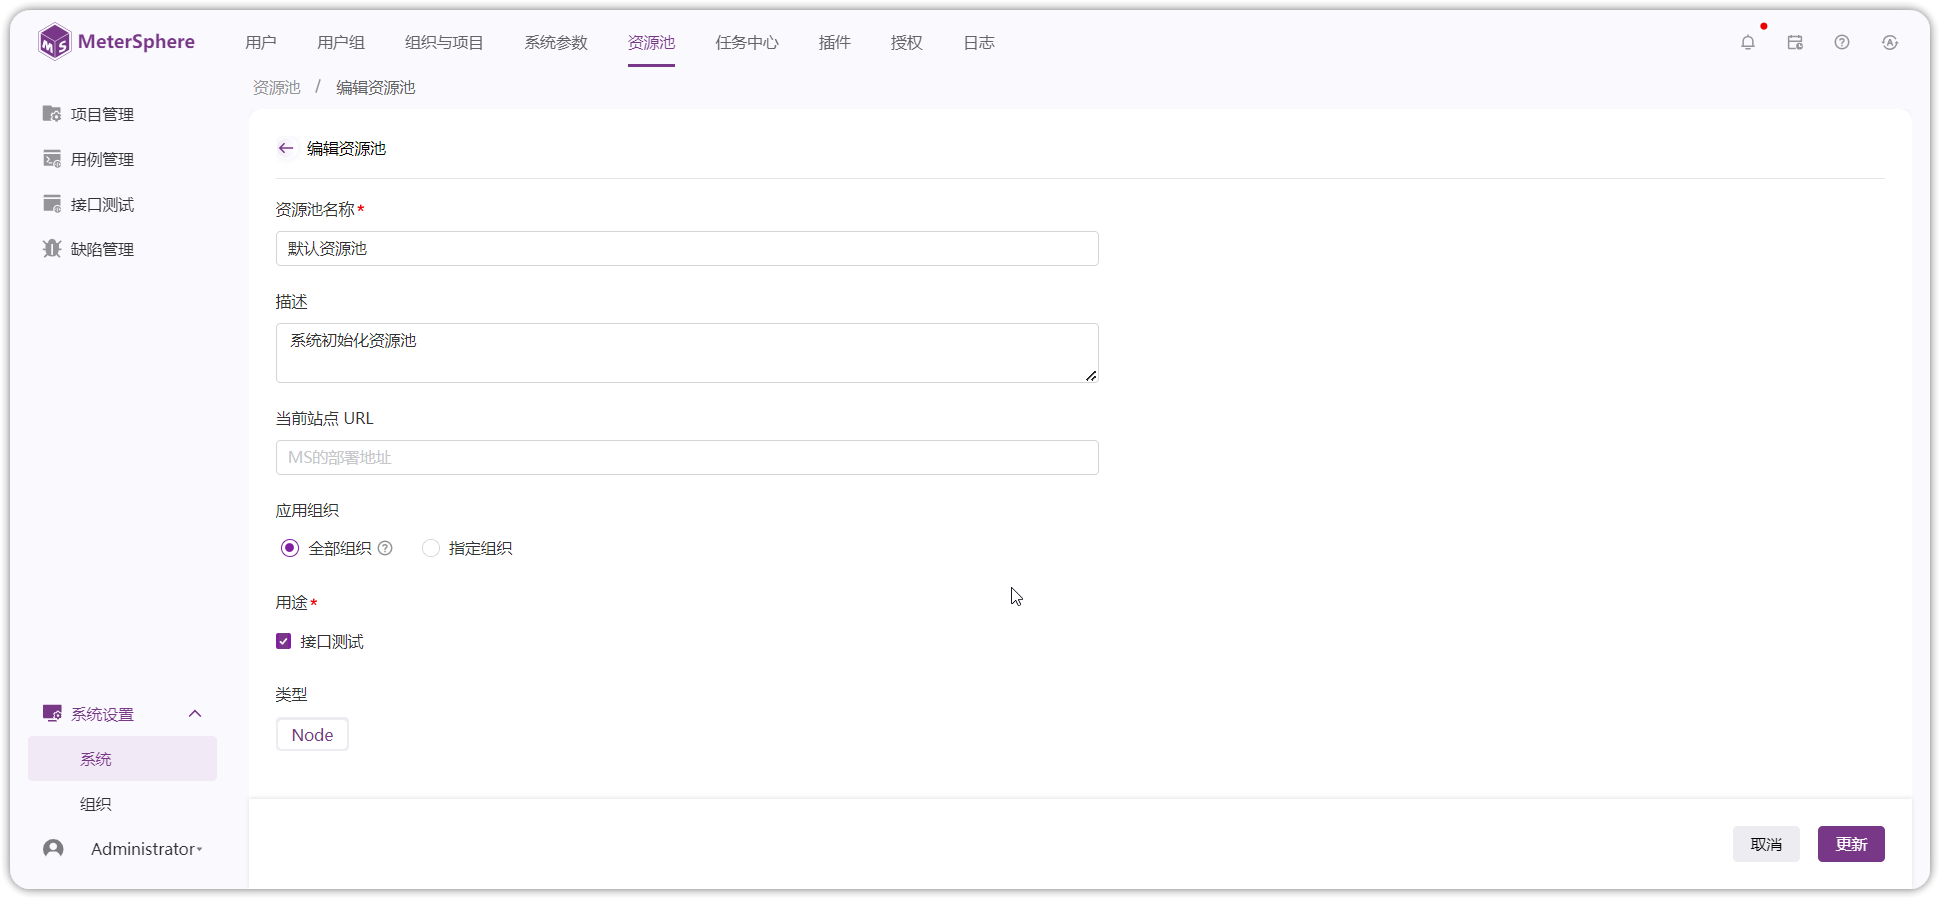 MeterSphere
用户
用户组
组织与项目
系统参数
资源池
任务中心
插件
授权
日志
资源池 / 编辑资源池
项目管理
用例管理
接口测试
缺陷管理
编辑资源池
资源池名称*
默认资源池
描述
系统初始化资源池
当前站点 URL
MS的部署地址
应用组织
全部组织 指定组织
用途*
接口测试
类型
Node
系统设置
系统
组织
Administrator
取消 更新